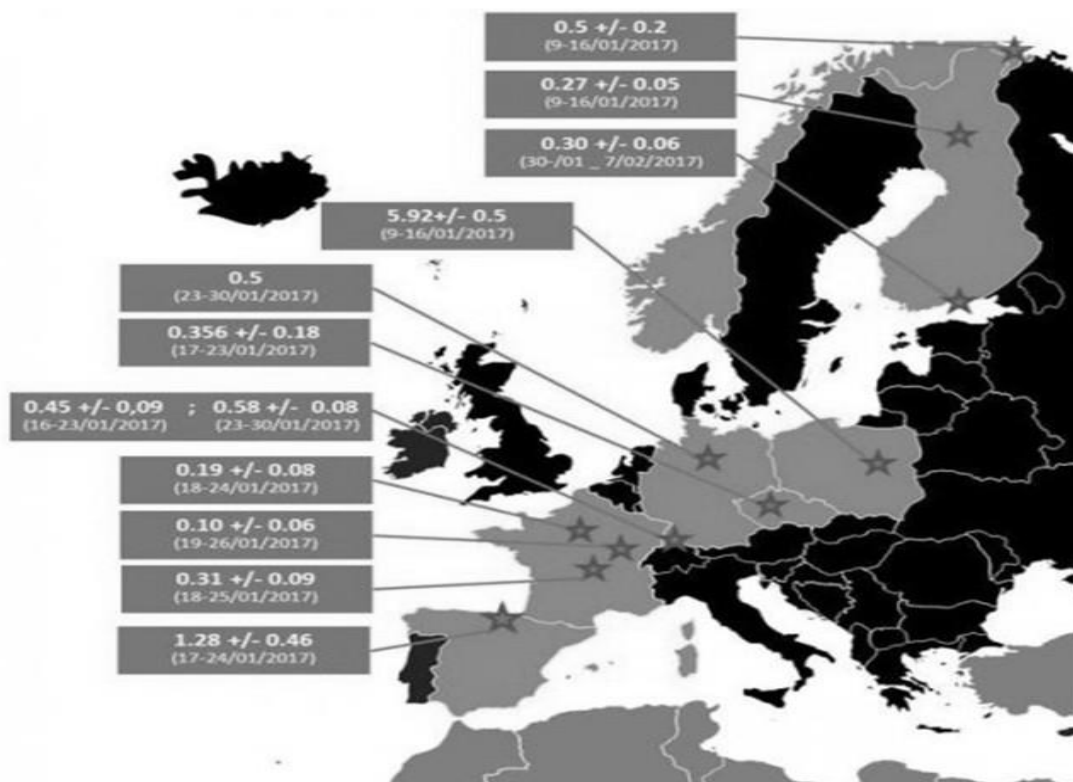 0.5 +/- 0.2
(9-16/01/2017)
0.27 +/- 0.05
(9-16/01/2017)
0.30 +/- 0.06
(30-/01 _ 7/02/2017)
5.92+/- 0.5
(9-16/01/2017)
0.5
(23-30/01/2017)
0.356 +/- 0.18
(17-23/01/2017)
0.45 +/- 0,09 ; 0.58 +/- 0.08
(16-23/01/2017) (23-30/01/2017)
0.19 +/- 0.08
(18-24/01/2017)
0.10 +/- 0.06
(19-26/01/2017)
0.31 +/- 0.09
(18-25/01/2017)
1.28 +/- 0.46
(17-24/01/2017)